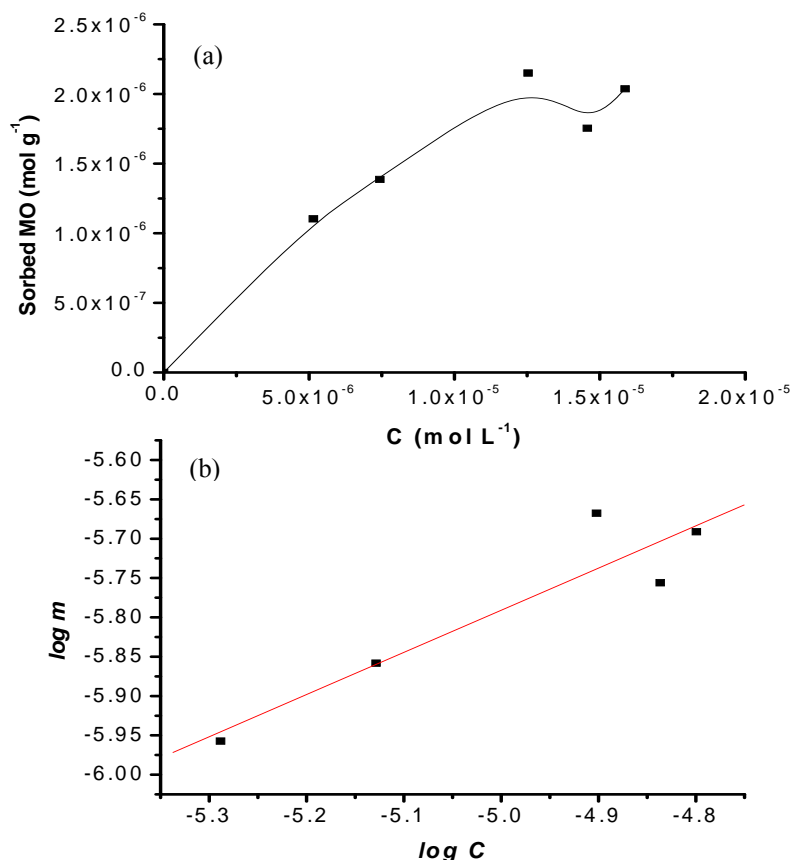 (a)
Sorbed MO (mol g⁻¹)
2.5x10⁻⁶
2.0x10⁻⁶
1.5x10⁻⁶
1.0x10⁻⁶
5.0x10⁻⁷
0.0
0.0 5.0x10⁻⁶ 1.0x10⁻⁵ 1.5x10⁻⁵ 2.0x10⁻⁵
C (mol L⁻¹)
(b)
log m
-5.60
-5.65
-5.70
-5.75
-5.80
-5.85
-5.90
-5.95
-6.00
-5.3 -5.2 -5.1 -5.0 -4.9 -4.8
log C